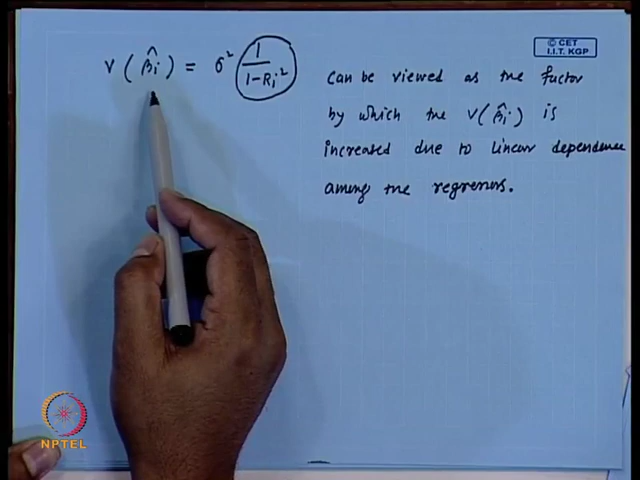 © CET
I.I.T. KGP
V(β̂i) = σ² 1/(1-Ri²) can be viewed as the factor
by which the V(β̂i) is
increased due to linear dependence
among the regressors.
NPTEL